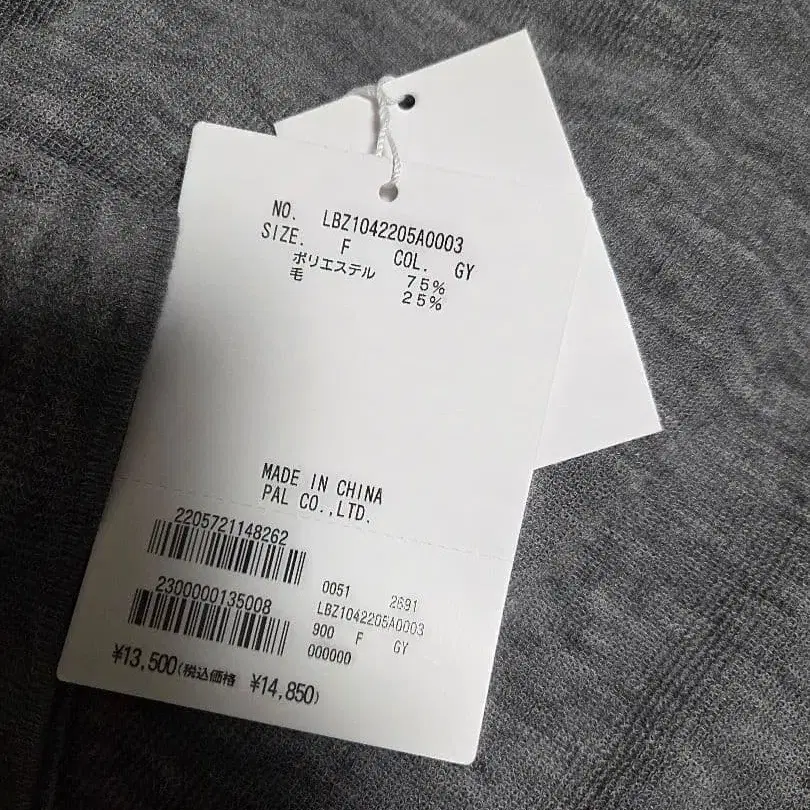 NO. LBZ1042205A0003
SIZE. F COL. GY
ポリエステル 75%
毛 25%
MADE IN CHINA
PAL CO.,LTD.
2205721148262
2300000135008
0051 2691
LBZ1042205A0003
900 F GY
000000
¥13,500(税込価格 ¥14,850)